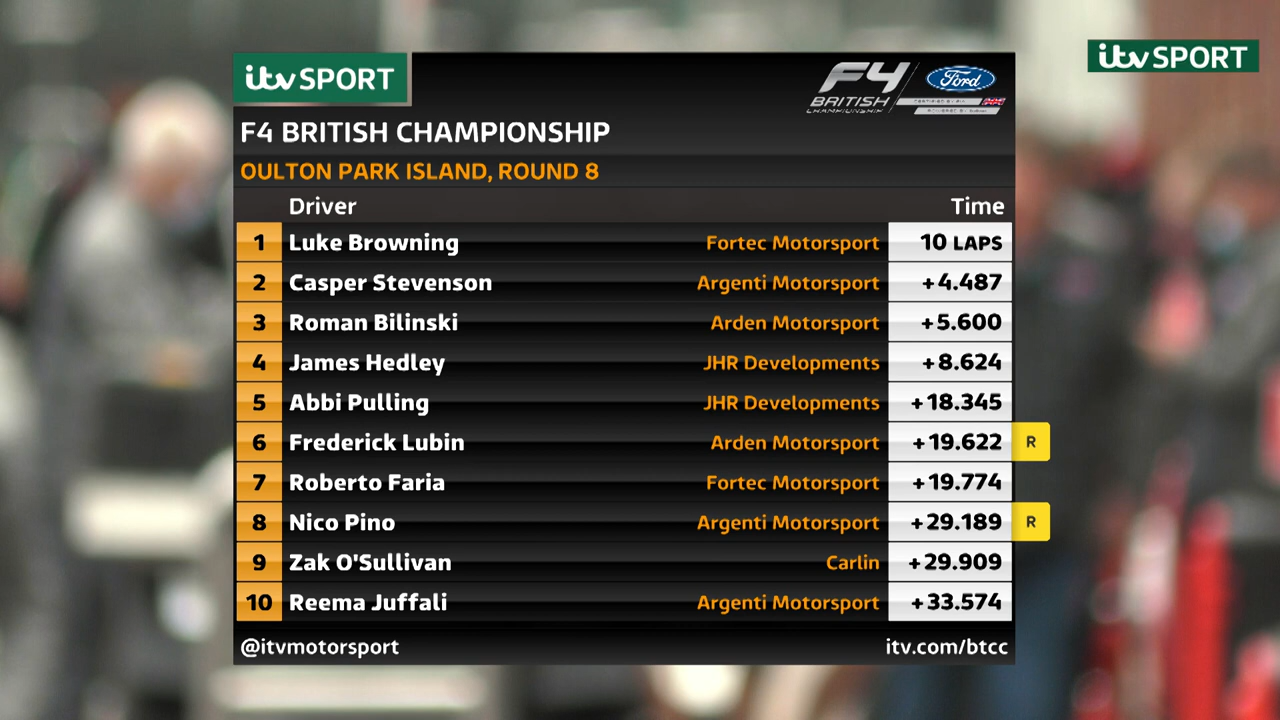 itv SPORT
itv SPORT
F4 BRITISH CHAMPIONSHIP
Ford
F4 BRITISH CHAMPIONSHIP
OULTON PARK ISLAND, ROUND 8
Driver Time
1 Luke Browning Fortec Motorsport 10 LAPS
2 Casper Stevenson Argenti Motorsport +4.487
3 Roman Bilinski Arden Motorsport +5.600
4 James Hedley JHR Developments +8.624
5 Abbi Pulling JHR Developments +18.345
6 Frederick Lubin Arden Motorsport +19.622 R
7 Roberto Faria Fortec Motorsport +19.774
8 Nico Pino Argenti Motorsport +29.189 R
9 Zak O'Sullivan Carlin +29.909
10 Reema Juffali Argenti Motorsport +33.574
@itvmotorsport itv.com/btcc